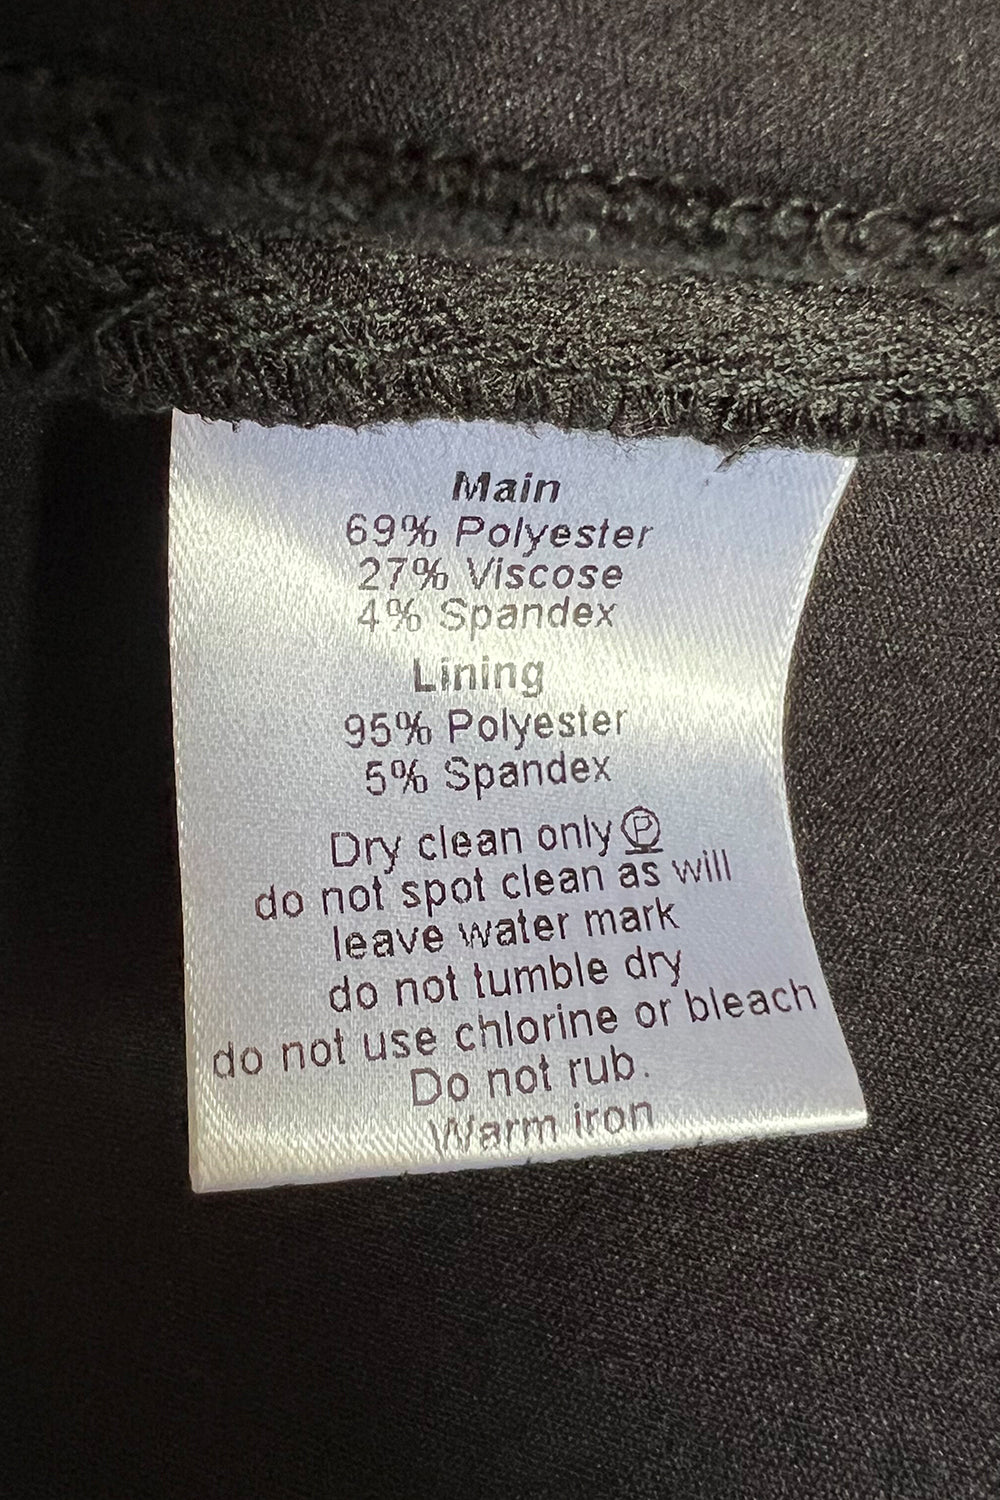 Main
69% Polyester
27% Viscose
4% Spandex
Lining
95% Polyester
5% Spandex
Dry clean only Ⓟ
do not spot clean as will
leave water mark
do not tumble dry
do not use chlorine or bleach
Do not rub.
Warm iron